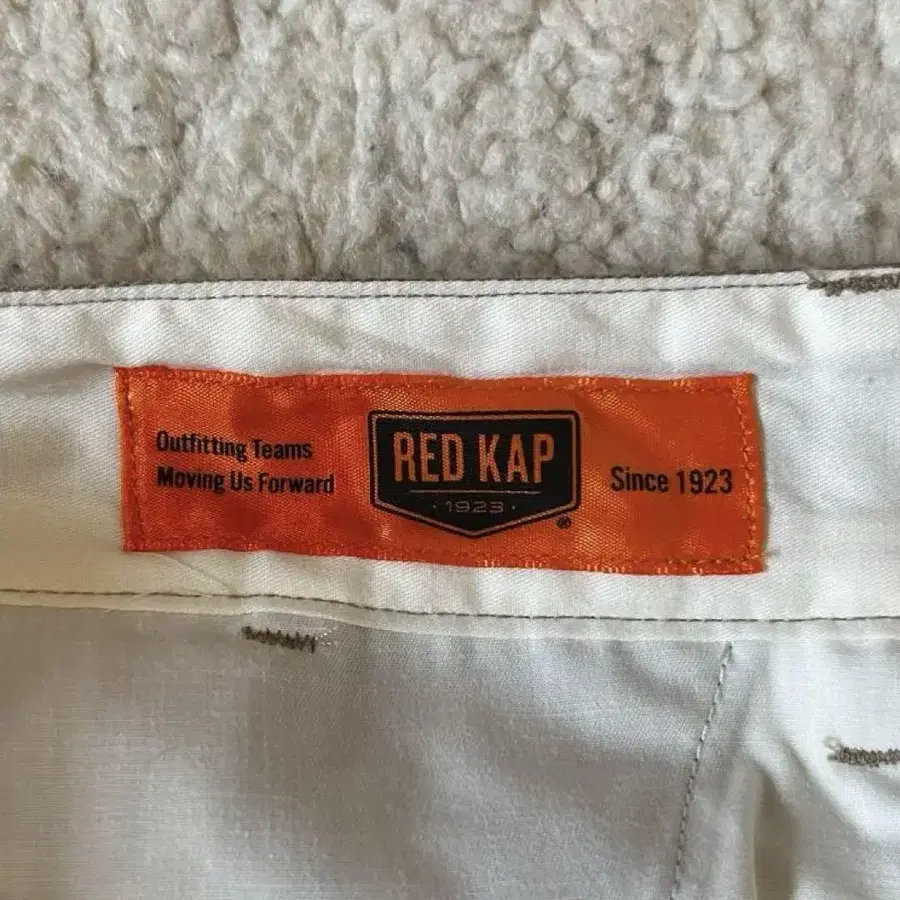 Outfitting Teams
Moving Us Forward
RED KAP
· 1923 ·
®
Since 1923